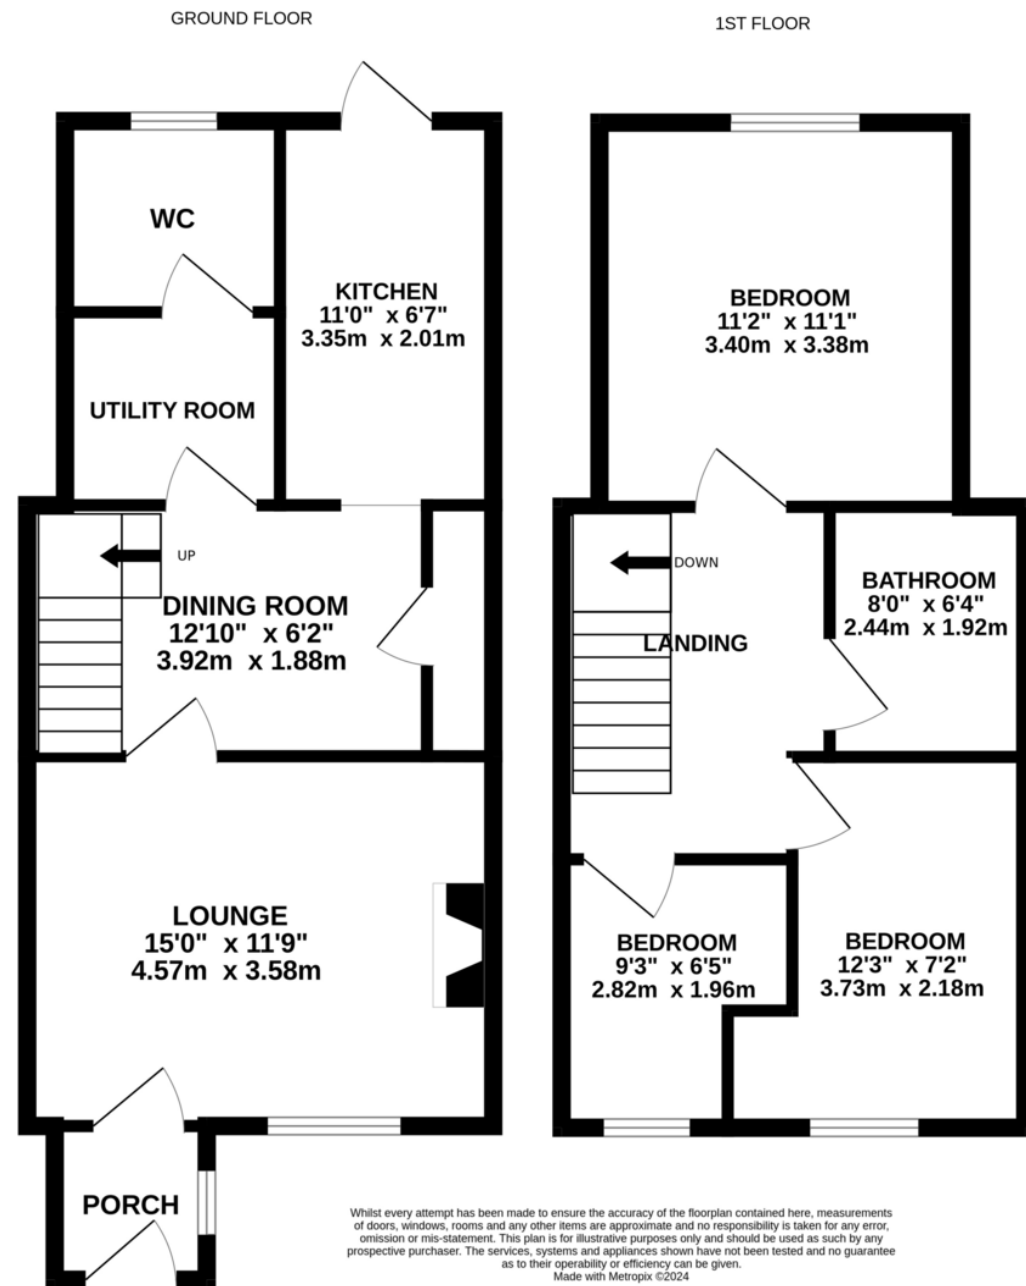 GROUND FLOOR
WC
KITCHEN
11'0" x 6'7"
3.35m x 2.01m
UTILITY ROOM
UP
DINING ROOM
12'10" x 6'2"
3.92m x 1.88m
LOUNGE
15'0" x 11'9"
4.57m x 3.58m
PORCH
1ST FLOOR
BEDROOM
11'2" x 11'1"
3.40m x 3.38m
DOWN
LANDING
BATHROOM
8'0" x 6'4"
2.44m x 1.92m
BEDROOM
9'3" x 6'5"
2.82m x 1.96m
BEDROOM
12'3" x 7'2"
3.73m x 2.18m
Whilst every attempt has been made to ensure the accuracy of the floorplan contained here, measurements
of doors, windows, rooms and any other items are approximate and no responsibility is taken for any error,
omission or mis-statement. This plan is for illustrative purposes only and should be used as such by any
prospective purchaser. The services, systems and appliances shown have not been tested and no guarantee
as to their operability or efficiency can be given.
Made with Metropix ©2024